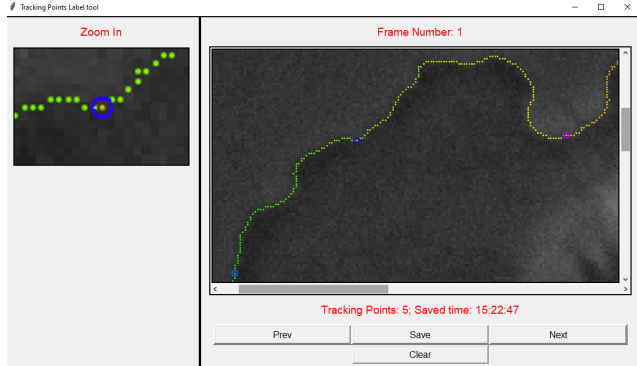 Tracking Points Label tool
Zoom In
Frame Number: 1
Tracking Points: 5; Saved time: 15:22:47
Prev
Save
Next
Clear